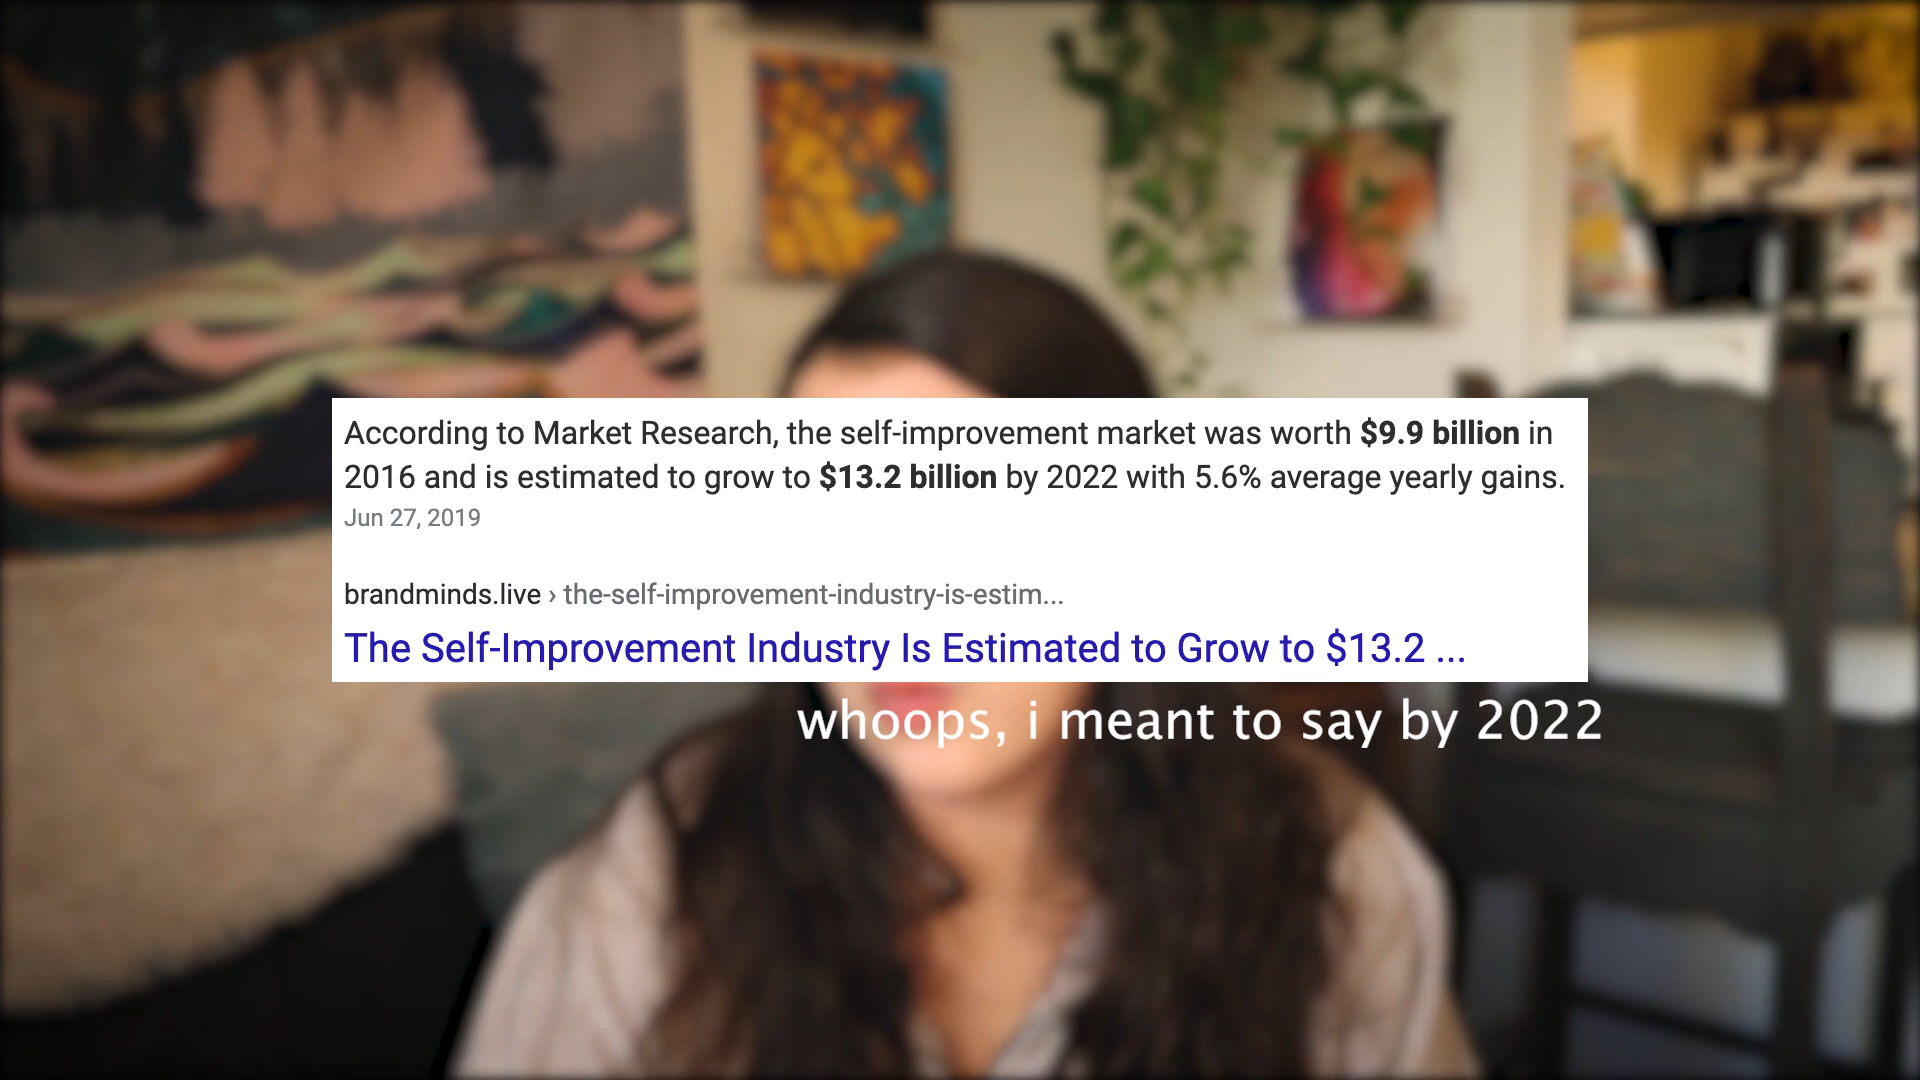 According to Market Research, the self-improvement market was worth $9.9 billion in
2016 and is estimated to grow to $13.2 billion by 2022 with 5.6% average yearly gains.
Jun 27, 2019
brandminds.live › the-self-improvement-industry-is-estim...
The Self-Improvement Industry Is Estimated to Grow to $13.2 ...
whoops, i meant to say by 2022